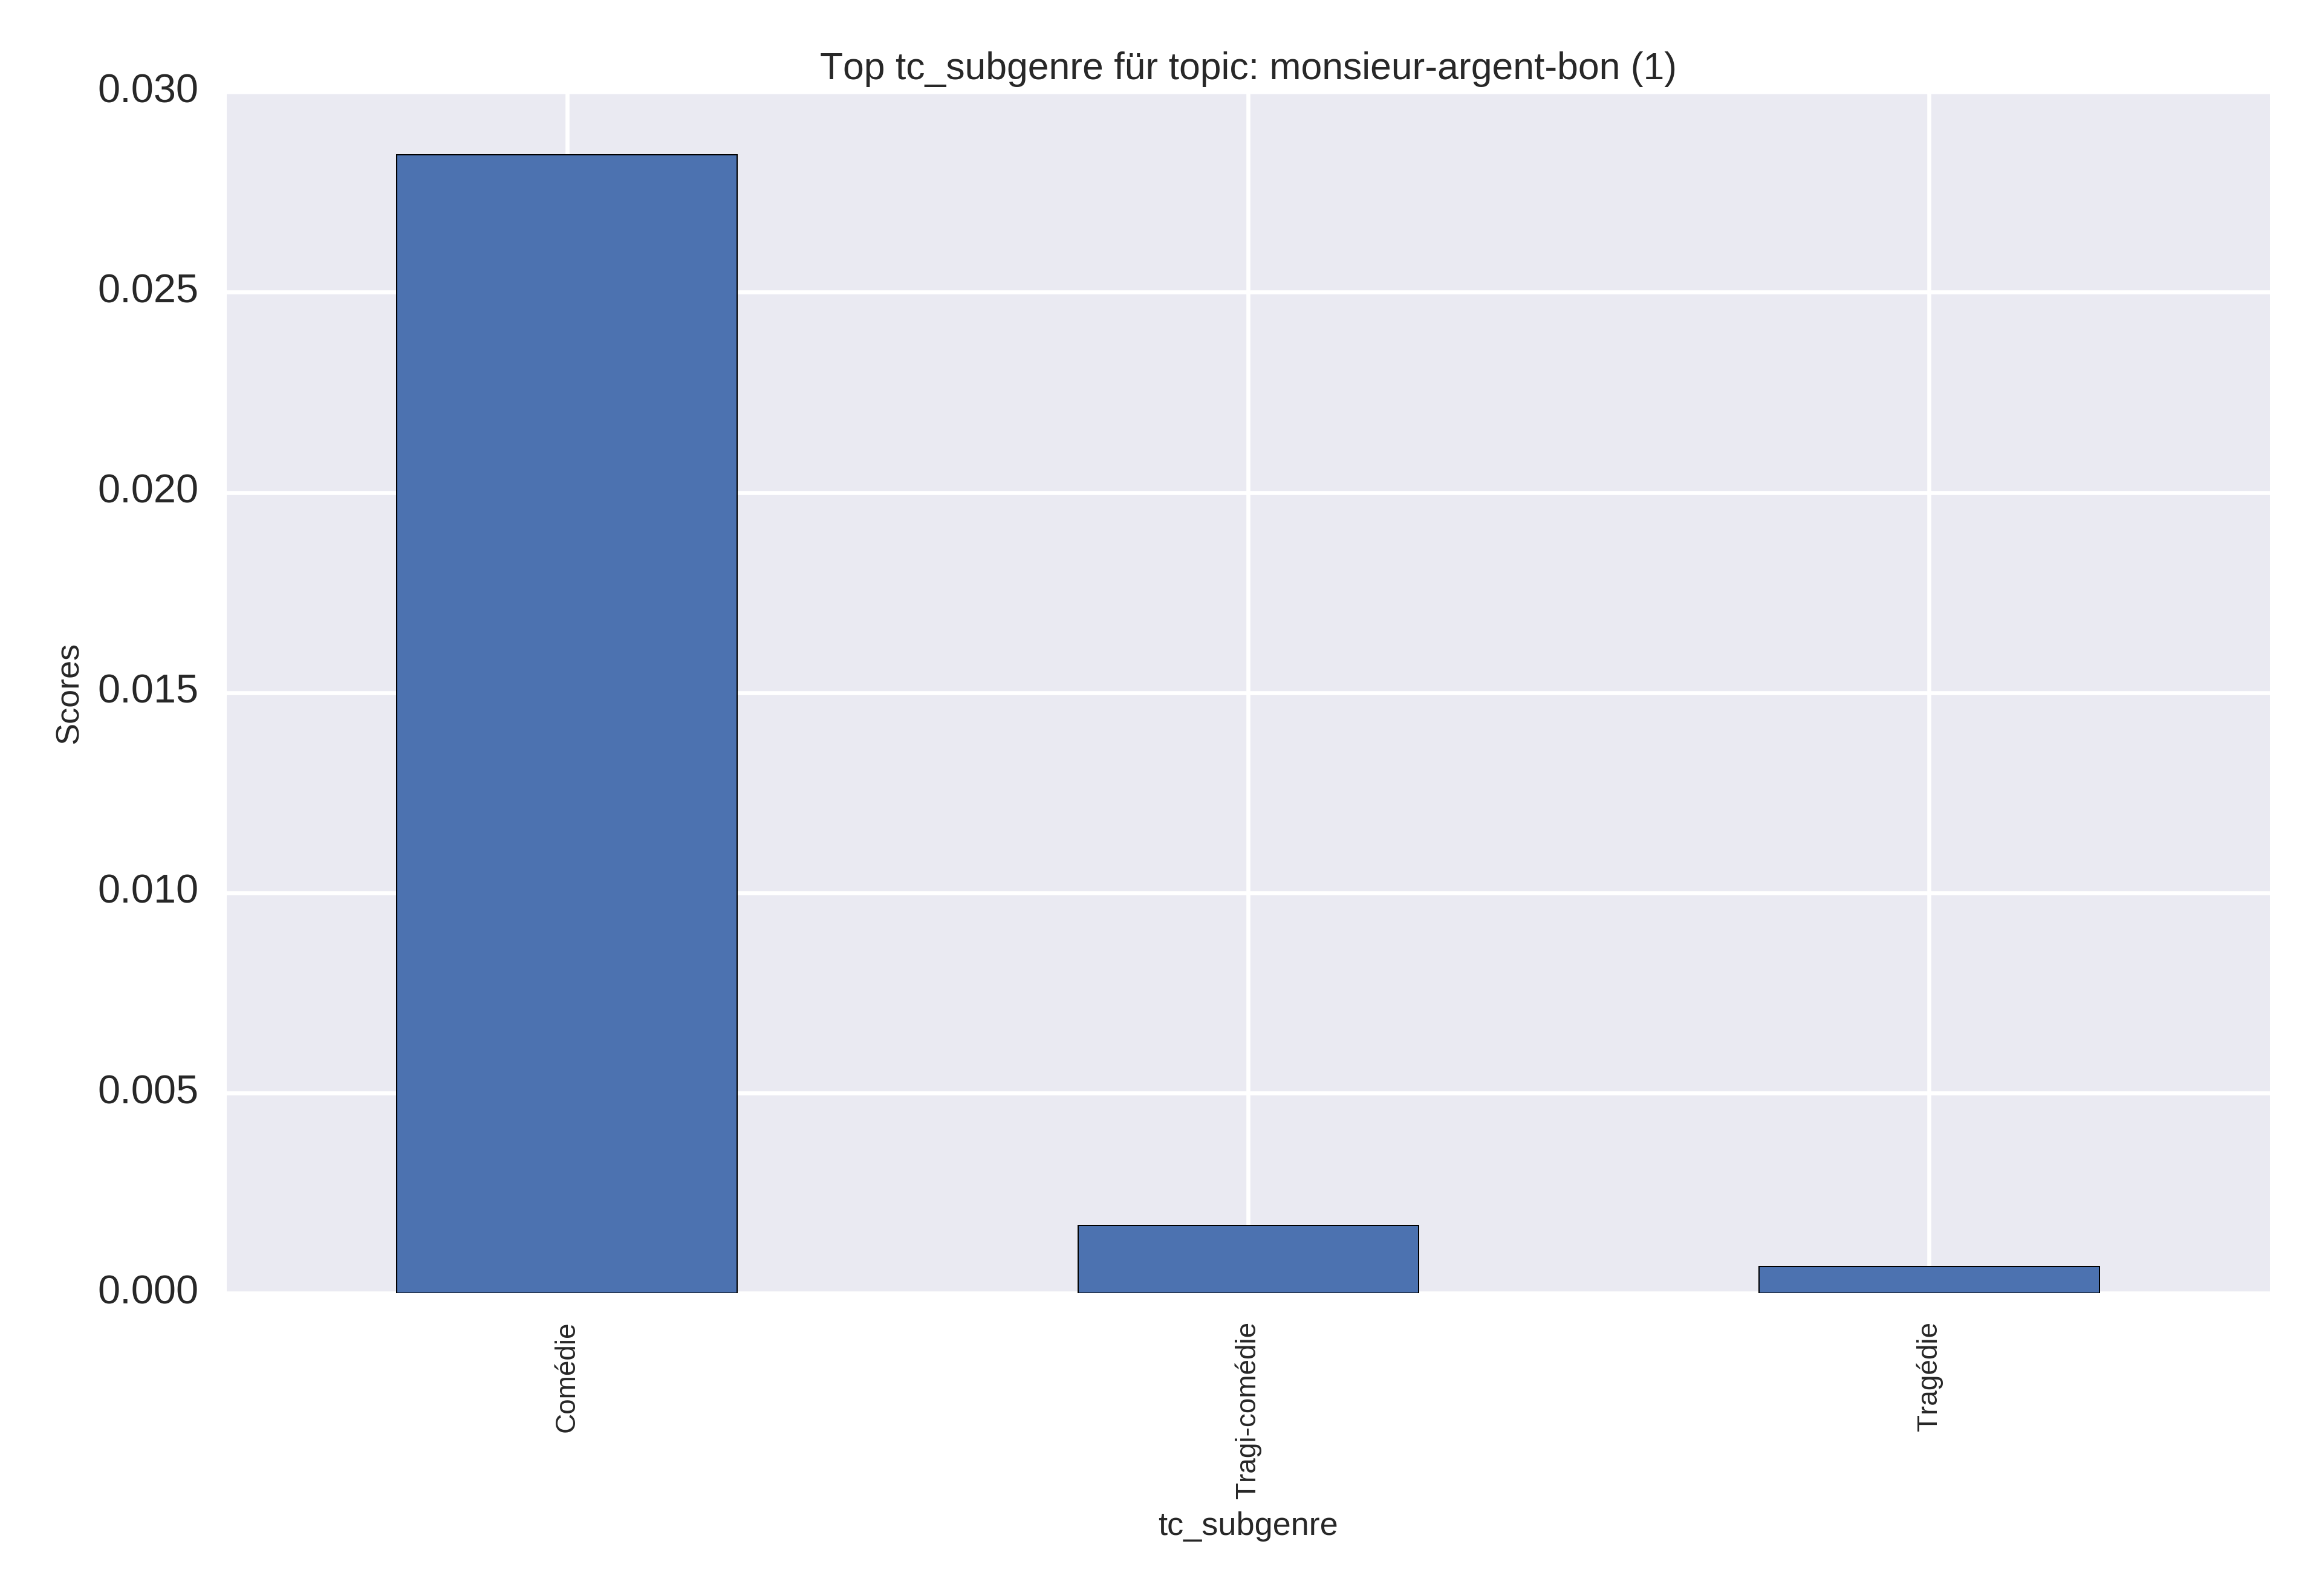 Top tc_subgenre für topic: monsieur-argent-bon (1)
0.030
0.025
0.020
0.015
0.010
0.005
0.000
Scores
Comédie
Tragi-comédie
Tragédie
tc_subgenre